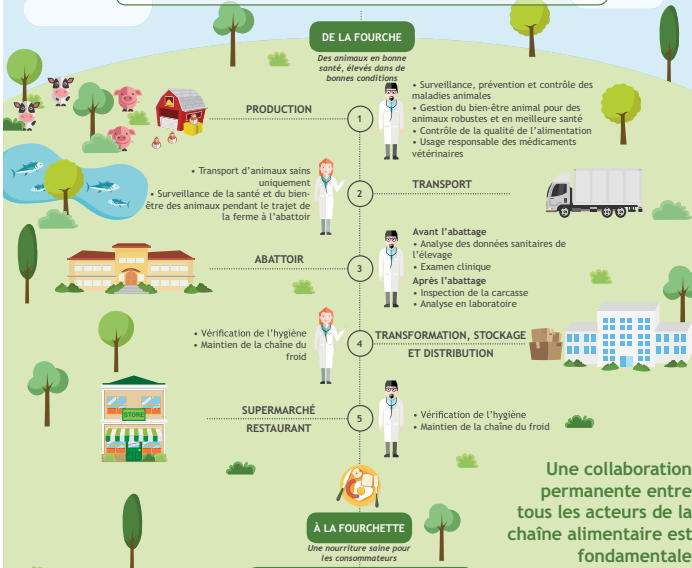 DE LA FOURCHE
Des animaux en bonne
santé, élevés dans de
bonnes conditions
PRODUCTION
1
• Surveillance, prévention et contrôle des
maladies animales
• Gestion du bien-être animal pour des
animaux robustes et en meilleure santé
• Contrôle de la qualité de l'alimentation
• Usage responsable des médicaments
vétérinaires
• Transport d'animaux sains
uniquement
• Surveillance de la santé et du bien-
être des animaux pendant le trajet de
la ferme à l'abattoir
2
TRANSPORT
ABATTOIR
3
Avant l'abattage
• Analyse des données sanitaires de
l'élevage
• Examen clinique
Après l'abattage
• Inspection de la carcasse
• Analyse en laboratoire
• Vérification de l'hygiène
• Maintien de la chaîne du
froid
4
TRANSFORMATION, STOCKAGE
ET DISTRIBUTION
STORE
SUPERMARCHÉ
RESTAURANT
5
• Vérification de l'hygiène
• Maintien de la chaîne du froid
À LA FOURCHETTE
Une nourriture saine pour
les consommateurs
Une collaboration
permanente entre
tous les acteurs de la
chaîne alimentaire est
fondamentale